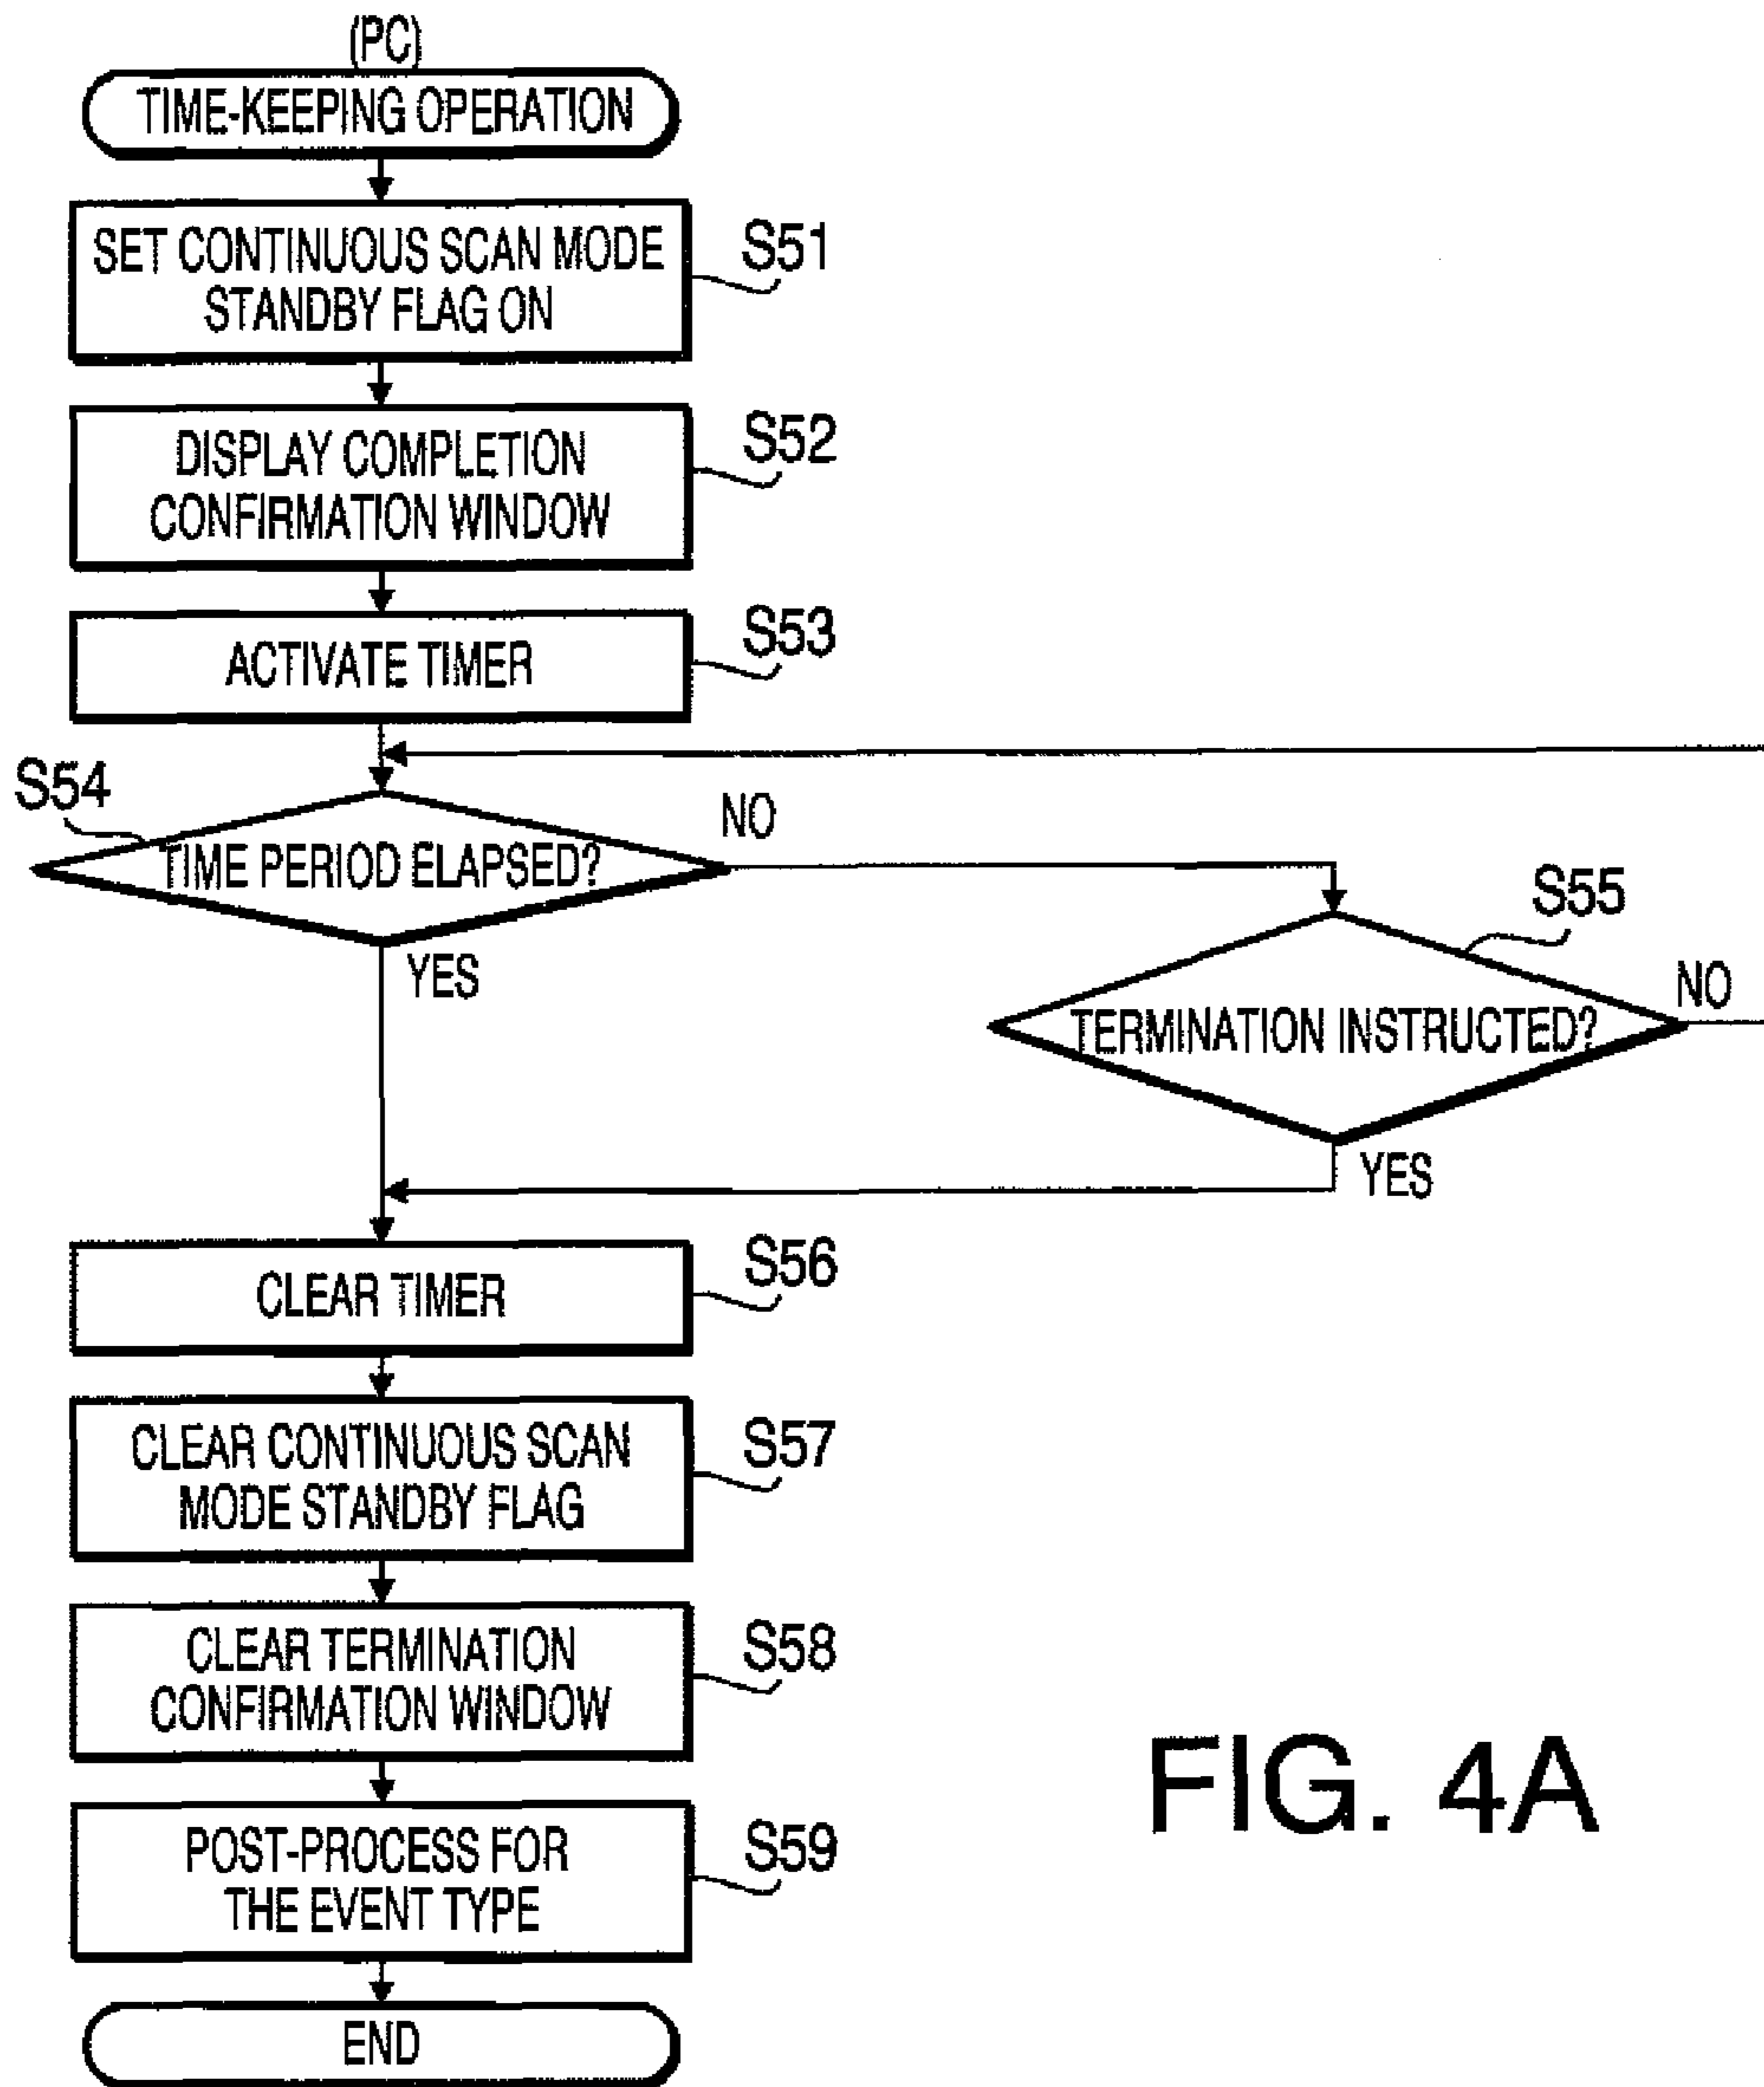 (PC)
TIME-KEEPING OPERATION
SET CONTINUOUS SCAN MODE
STANDBY FLAG ON
S51
DISPLAY COMPLETION
CONFIRMATION WINDOW
S52
ACTIVATE TIMER
S53
S54
TIME PERIOD ELAPSED?
NO
YES
S55
TERMINATION INSTRUCTED?
NO
YES
CLEAR TIMER
S56
CLEAR CONTINUOUS SCAN
MODE STANDBY FLAG
S57
CLEAR TERMINATION
CONFIRMATION WINDOW
S58
POST-PROCESS FOR
THE EVENT TYPE
S59
END
FIG. 4A